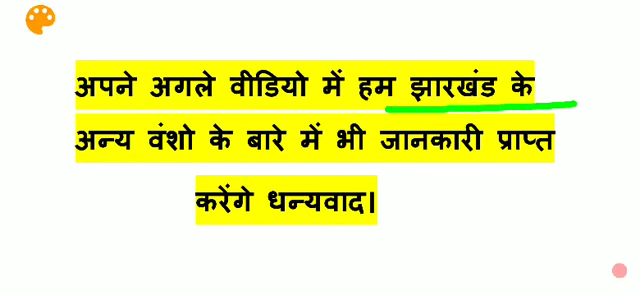 अपने अगले वीडियो में हम झारखंड के
अन्य वंशो के बारे में भी जानकारी प्राप्त
करेंगे धन्यवाद।